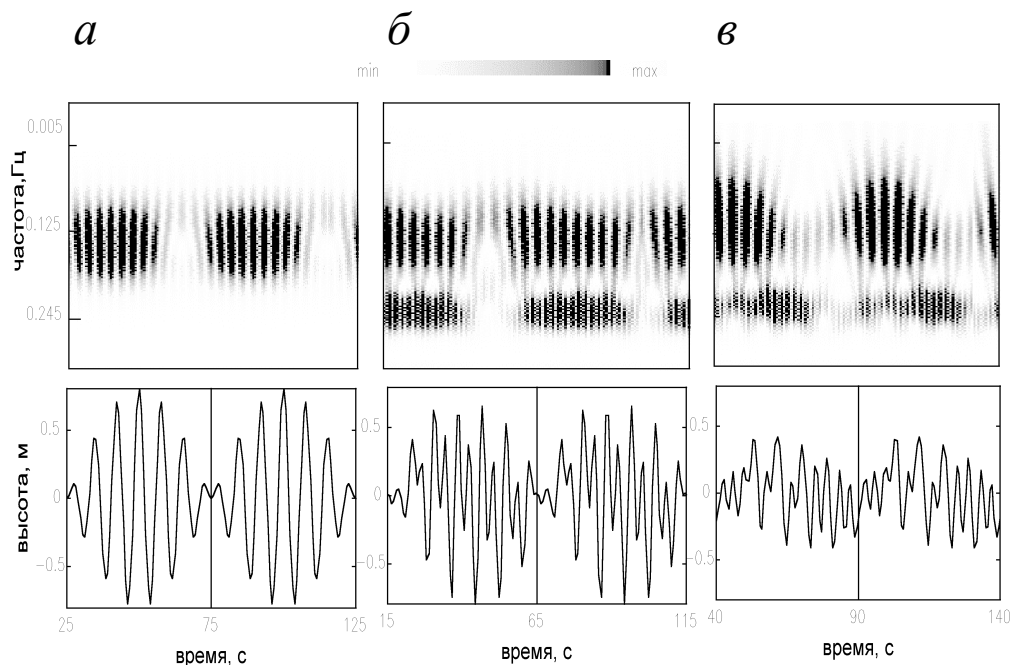 а б в
min max
частота,Гц
0.005
0.125
0.245
высота, м
0.5
0
−0.5
0.5
0
−0.5
0.5
0
−0.5
25 75 125
15 65 115
40 90 140
время, с
время, с
время, с